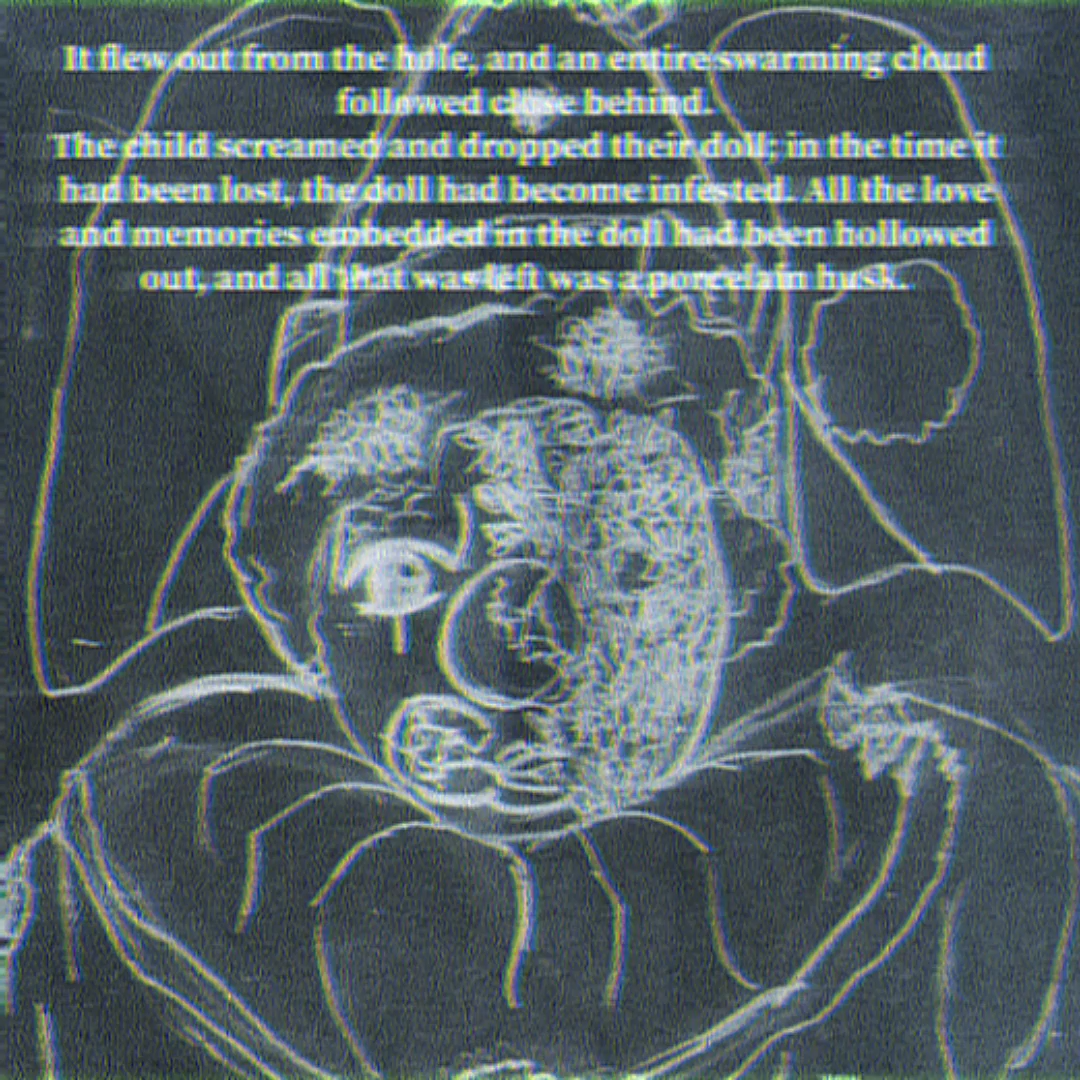 It flew out from the hole, and an entire swarming cloud
followed close behind.
The child screamed and dropped their doll; in the time it
had been lost, the doll had become infested. All the love
and memories embedded in the doll had been hollowed
out, and all that was left was a porcelain husk.